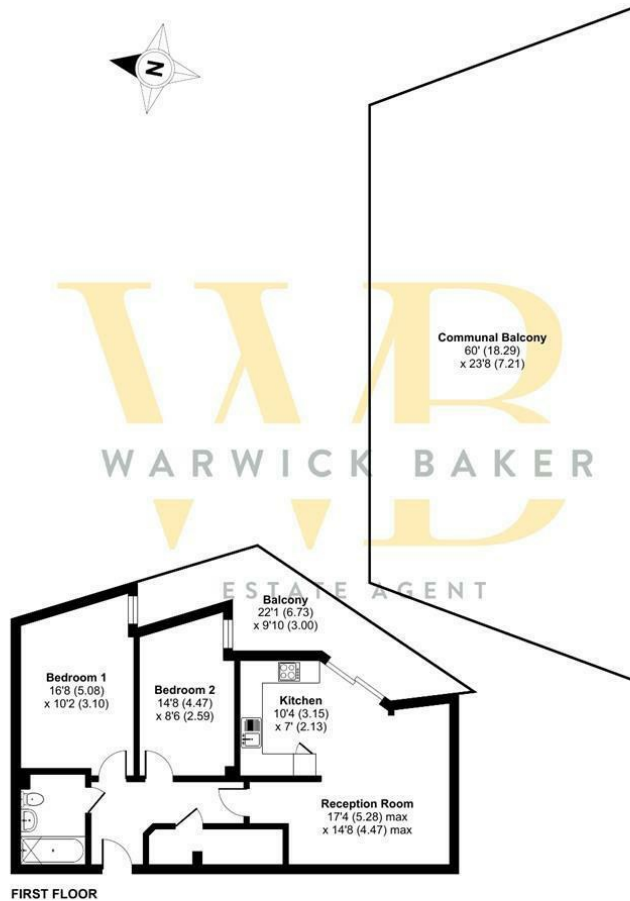 N
Communal Balcony
60' (18.29)
x 23'8 (7.21)
WB
WARWICK BAKER
ESTATE AGENT
Balcony
22'1 (6.73)
x 9'10 (3.00)
Bedroom 1
16'8 (5.08)
x 10'2 (3.10)
Bedroom 2
14'8 (4.47)
x 8'6 (2.59)
Kitchen
10'4 (3.15)
x 7' (2.13)
Reception Room
17'4 (5.28) max
x 14'8 (4.47) max
FIRST FLOOR